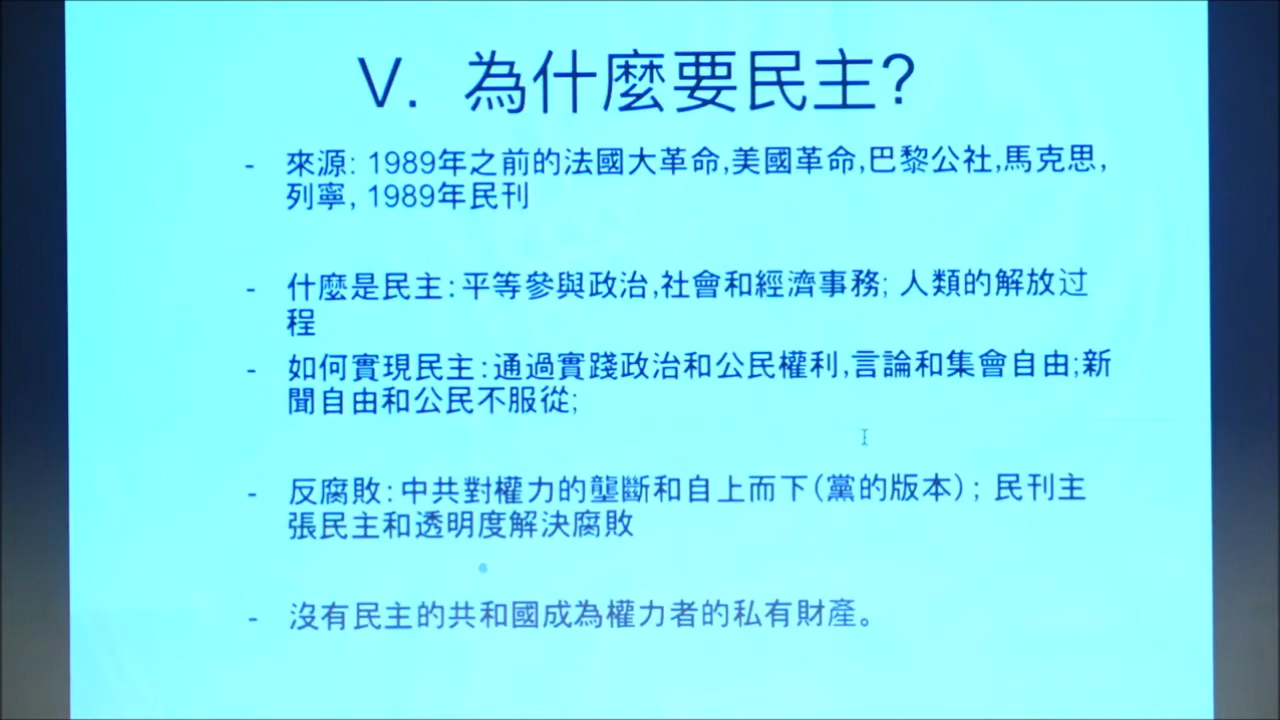 V. 為什麼要民主?
- 來源: 1989年之前的法國大革命,美國革命,巴黎公社,馬克思,
列寧, 1989年民刊
- 什麼是民主:平等參與政治,社會和經濟事務; 人類的解放过
程
- 如何實現民主:通過實踐政治和公民權利,言論和集會自由;新
聞自由和公民不服從;
- 反腐敗:中共對權力的壟斷和自上而下(黨的版本); 民刊主
張民主和透明度解決腐敗
- 沒有民主的共和國成為權力者的私有財產。